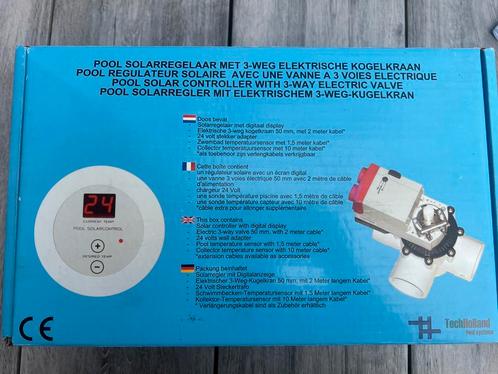 POOL SOLARREGELAAR MET 3-WEG ELEKTRISCHE KOGELKRAAN
POOL REGULATEUR SOLAIRE AVEC UNE VANNE A 3 VOIES ELECTRIQUE
POOL SOLAR CONTROLLER WITH 3-WAY ELECTRIC VALVE
POOL SOLARREGLER MIT ELEKTRISCHEM 3-WEG-KUGELKRAN
Doos bevat
- Solarregelaar met digitaal display
- Elektrische 3-weg kogelkraan 50 mm, met 2 meter kabel*
- 24 volt stekker adapter
- Zwembad temperatuursensor met 1,5 meter kabel*
- Collector temperatuursensor met 10 meter kabel*
*als toebehoor zijn verlengkabels verkrijgbaar
Cette boîte contient
- un régulateur solaire avec un écran digital
- une vanne 3 voies électrique 50 mm avec 2 mètre de câble d'alimentation
- chargeur 24 Volt
- une sonde température piscine avec 1,5 mètre de câble
- une sonde température capteur avec 10 mètre de câble
*câble extra pour allonger supplémentaire
This box contains
- Solar controller with digital display
- Electric 3-way valve 50 mm, with 2 meter cable*
- 24 volts wall adapter
- Pool temperature sensor with 1,5 meter cable*
- Collector temperature sensor with 10 meter cable*
*extension cables available as accessories
Packung beinhaltet
- Solarregler mit Digitalanzeige
- Elektrischer 3-Weg-Kugelkran 50 mm, mit 2 Meter langem Kabel*
- 24 Volt Steckertrafo
- Schwimmbecken-Temperatursensor mit 1,5 Meter langem Kabel*
- Kollektor-Temperatursensor mit 10 Meter langem Kabel*
* Verlängerungskabel sind als Zubehör erhältlich
24
CURRENT TEMP.
POOL SOLARCONTROL
+
DESIRED TEMP.
−
CE
TechHolland
Pool systems